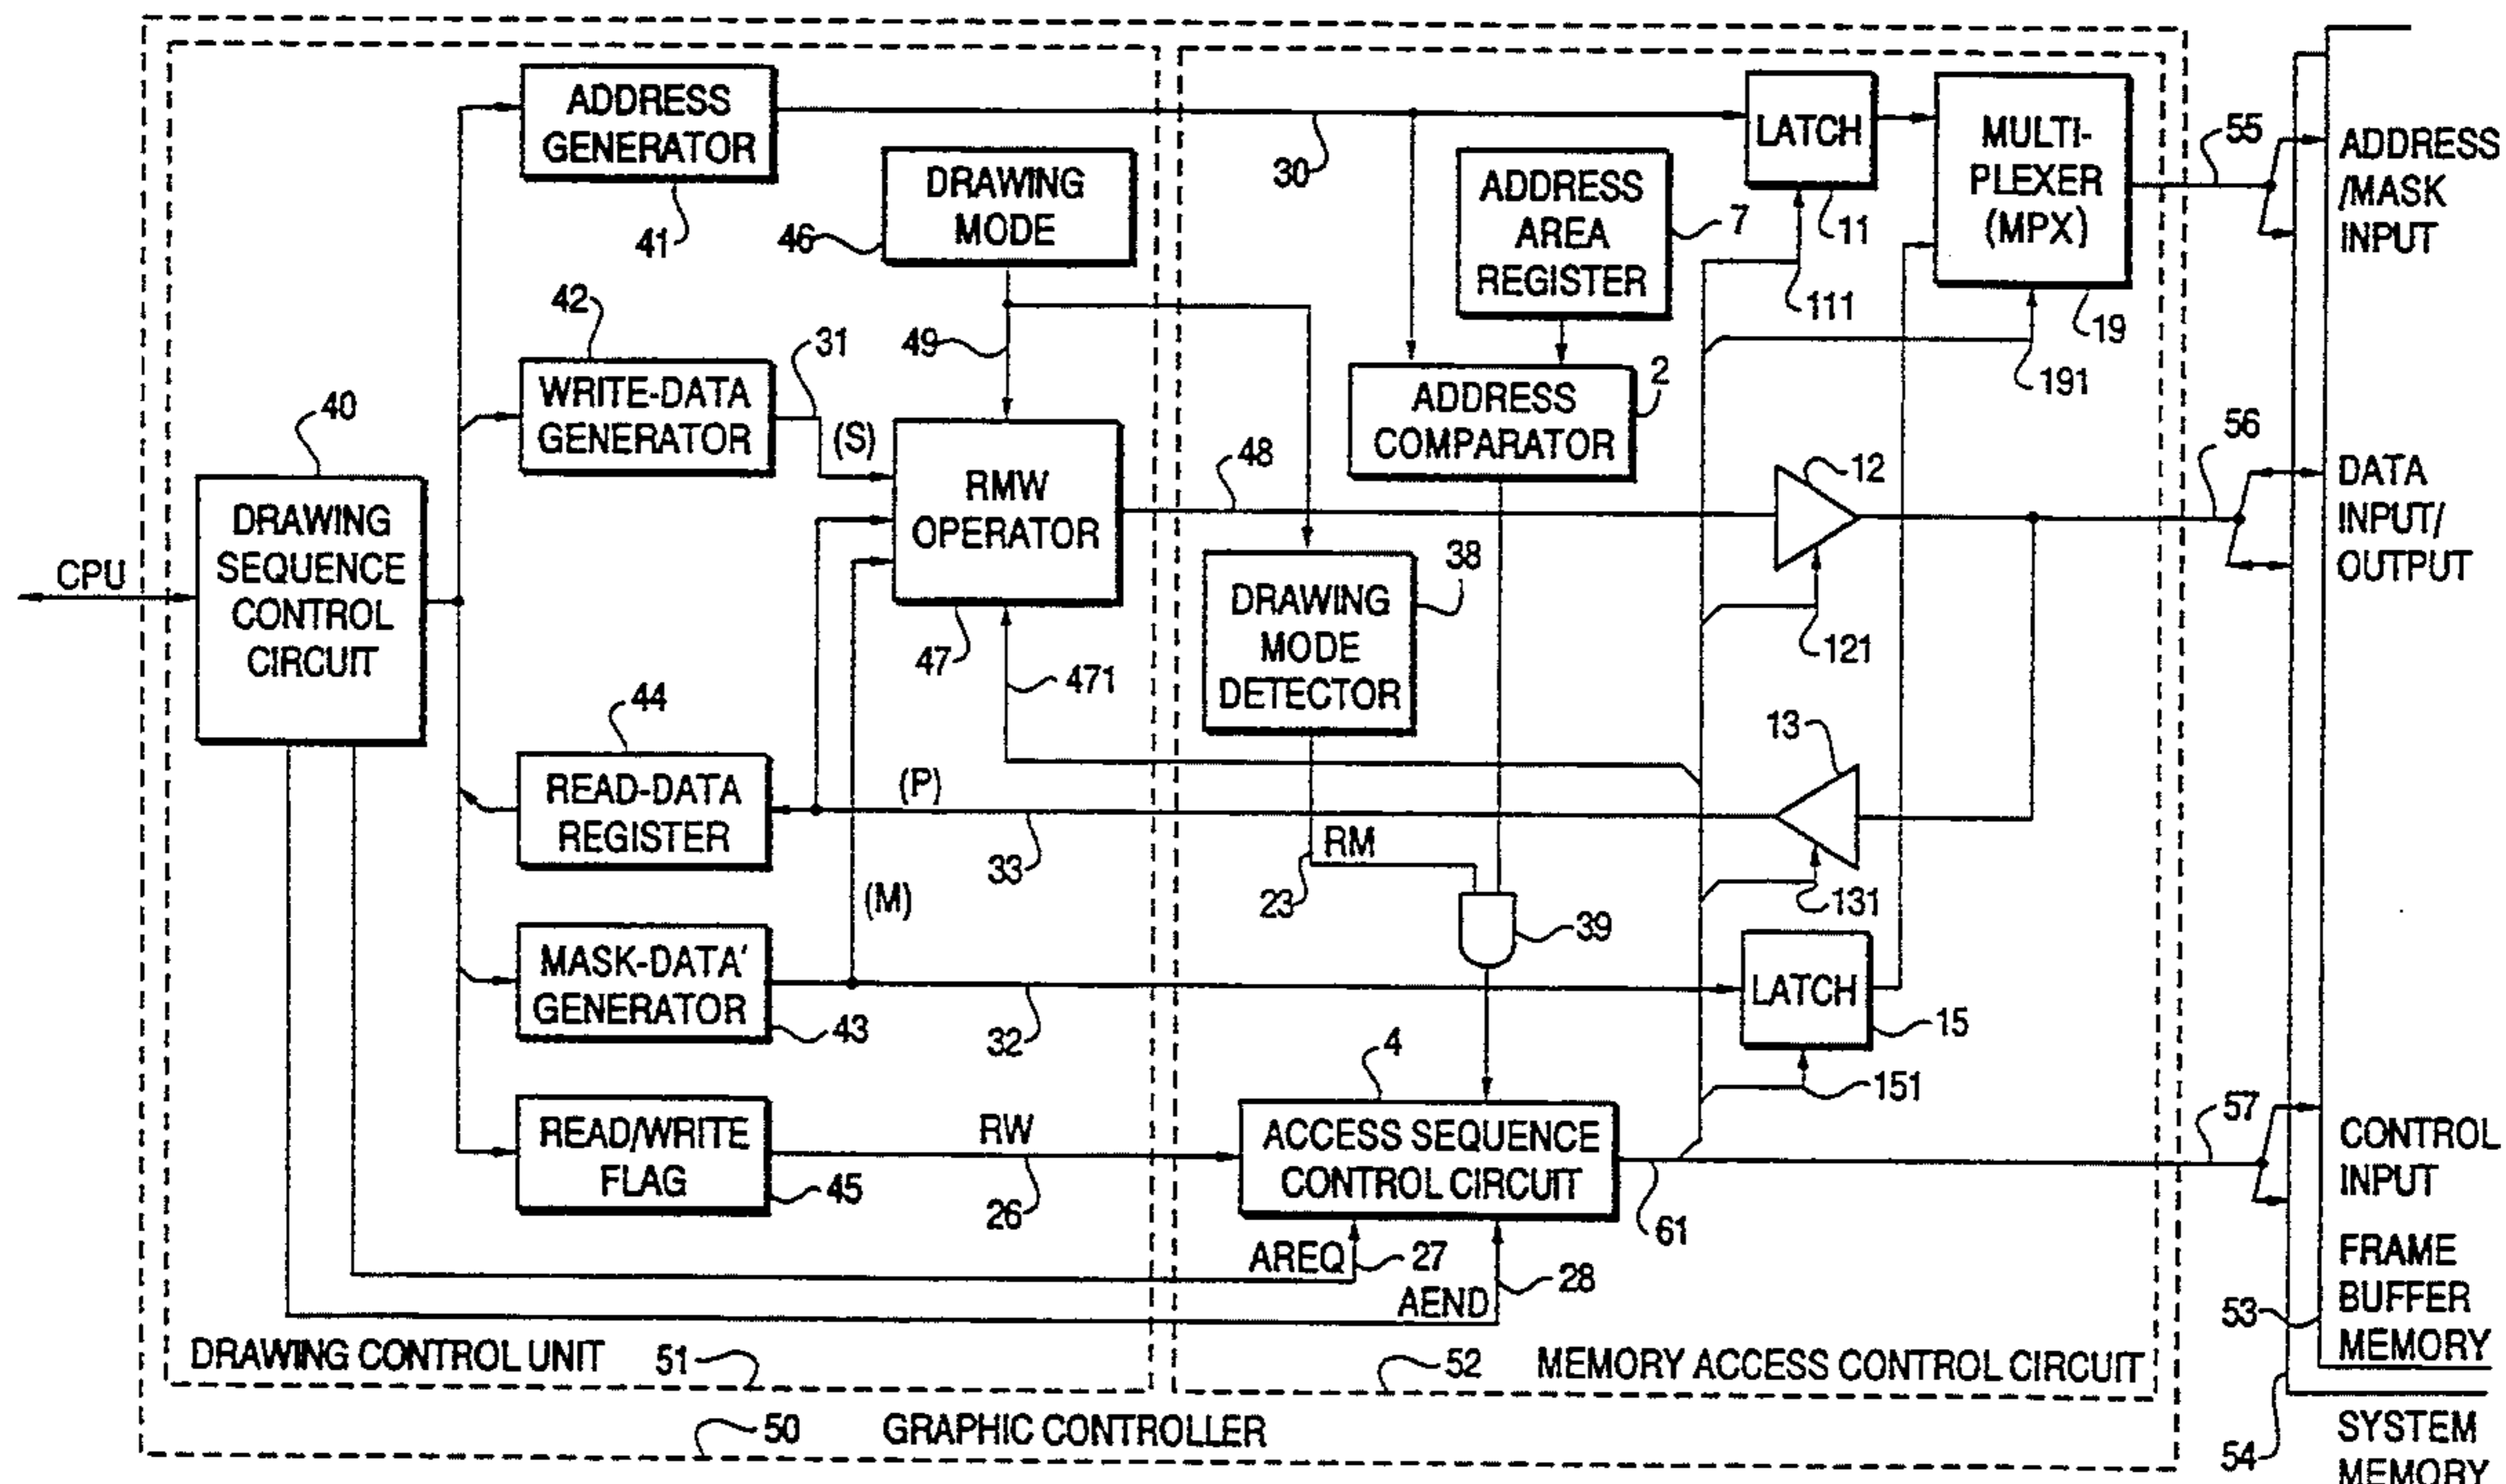 ADDRESS
GENERATOR
41
DRAWING
MODE
46
30
ADDRESS
AREA
REGISTER
7
LATCH
11
111
MULTI-
PLEXER
(MPX)
19
191
55
ADDRESS
/MASK
INPUT
42
WRITE-DATA
GENERATOR
31
(S)
49
40
DRAWING
SEQUENCE
CONTROL
CIRCUIT
CPU
RMW
OPERATOR
47
471
48
ADDRESS
COMPARATOR
2
12
121
56
DATA
INPUT/
OUTPUT
38
DRAWING
MODE
DETECTOR
44
READ-DATA
REGISTER
(P)
33
RM
23
13
131
39
(M)
MASK-DATA'
GENERATOR
43
32
LATCH
15
151
READ/WRITE
FLAG
45
RW
26
4
ACCESS SEQUENCE
CONTROL CIRCUIT
61
57
CONTROL
INPUT
AREQ
27
AEND
28
FRAME
BUFFER
MEMORY
53
DRAWING CONTROL UNIT
51
52
MEMORY ACCESS CONTROL CIRCUIT
50
GRAPHIC CONTROLLER
54
SYSTEM
MEMORY